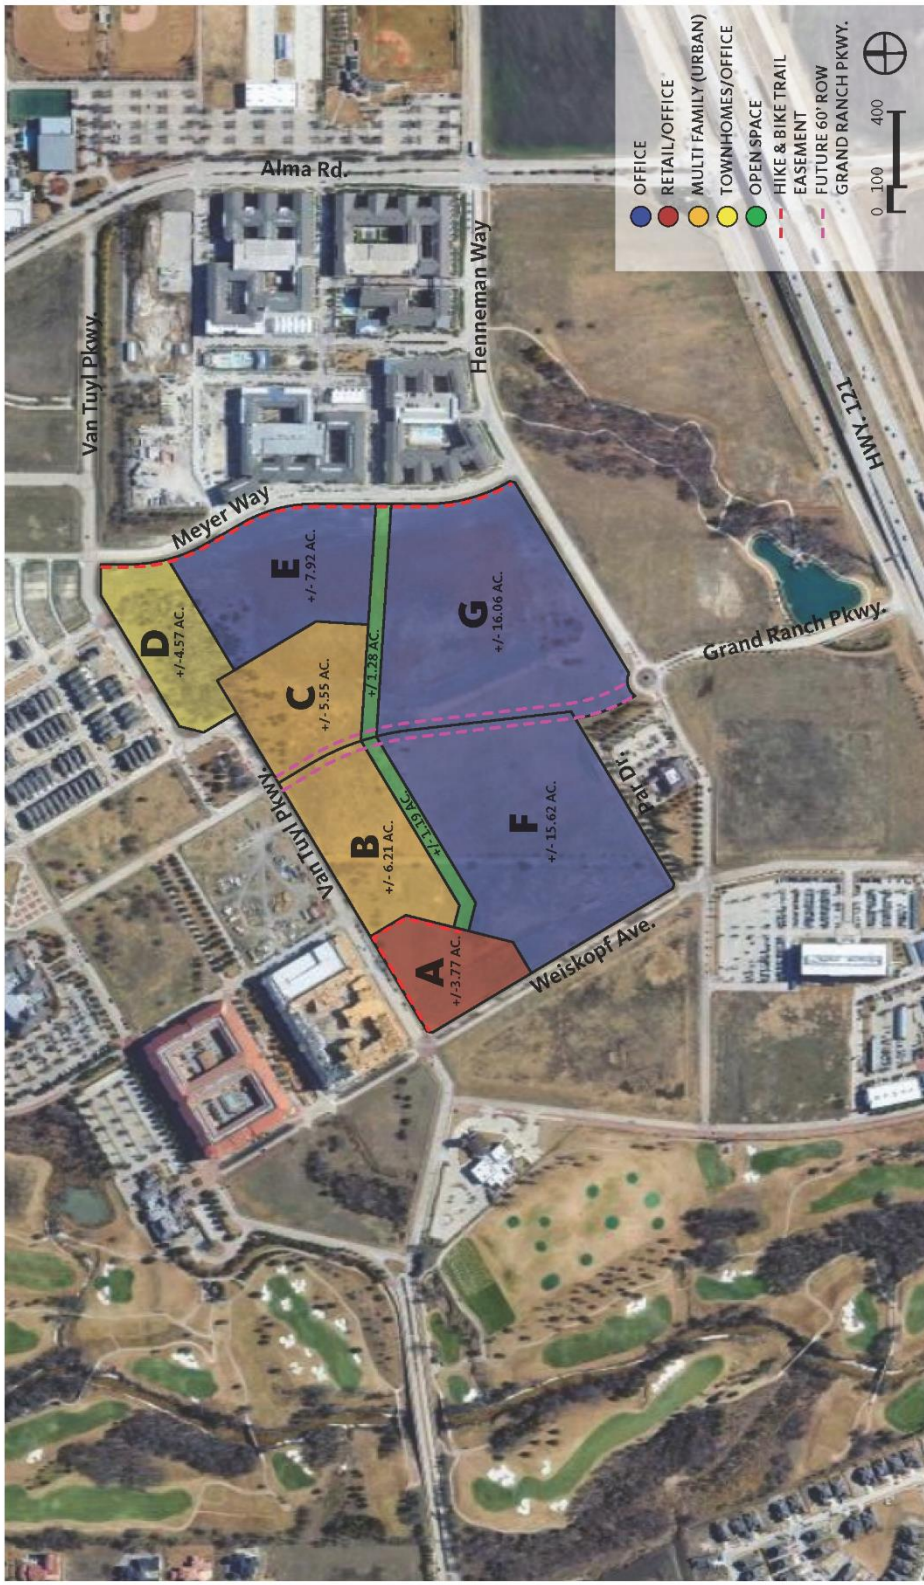 Alma Rd.
Van Tuyl Pkwy.
Henneman Way
Meyer Way
HWY. 121
Grand Ranch Pkwy.
Van Tuyl Pkwy.
Par Dr.
Weiskopf Ave.
D
+/-4.57 AC.
E
+/- 7.92 AC.
C
+/- 5.55 AC.
+/ 1.28 AC.
G
+/- 16.06 AC.
B
+/- 6.21 AC.
+/-1.19 AC.
F
+/- 15.62 AC.
A
+/-3.77 AC.
OFFICE
RETAIL/OFFICE
MULTI FAMILY (URBAN)
TOWNHOMES/OFFICE
OPEN SPACE
HIKE & BIKE TRAIL
EASEMENT
FUTURE 60' ROW
GRAND RANCH PKWY.
0 100 400